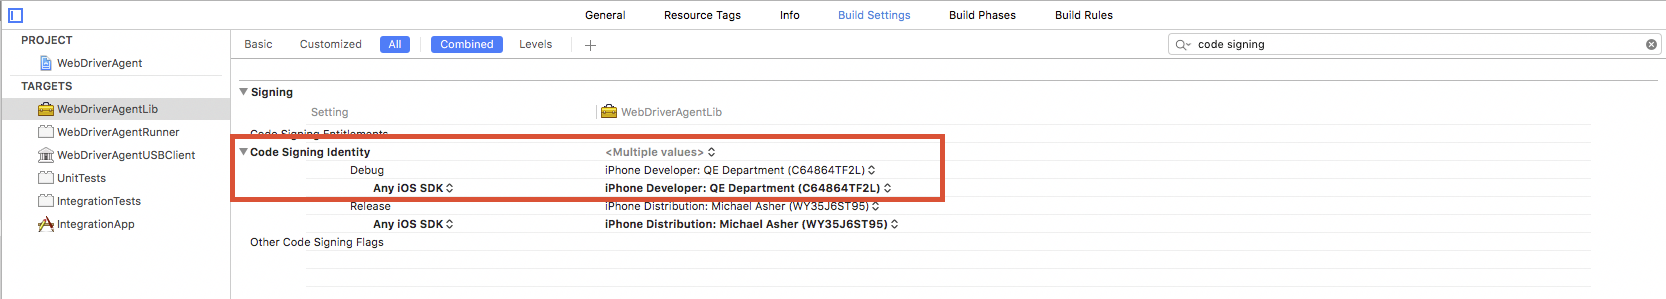 General Resource Tags Info Build Settings Build Phases Build Rules
PROJECT
WebDriverAgent
TARGETS
WebDriverAgentLib
WebDriverAgentRunner
WebDriverAgentUSBClient
UnitTests
IntegrationTests
IntegrationApp
Basic Customized All Combined Levels + code signing
Signing
Setting WebDriverAgentLib
Code Signing Entitlements
Code Signing Identity <Multiple values>
Debug iPhone Developer: QE Department (C64864TF2L)
Any iOS SDK iPhone Developer: QE Department (C64864TF2L)
Release iPhone Distribution: Michael Asher (WY35J6ST95)
Any iOS SDK iPhone Distribution: Michael Asher (WY35J6ST95)
Other Code Signing Flags